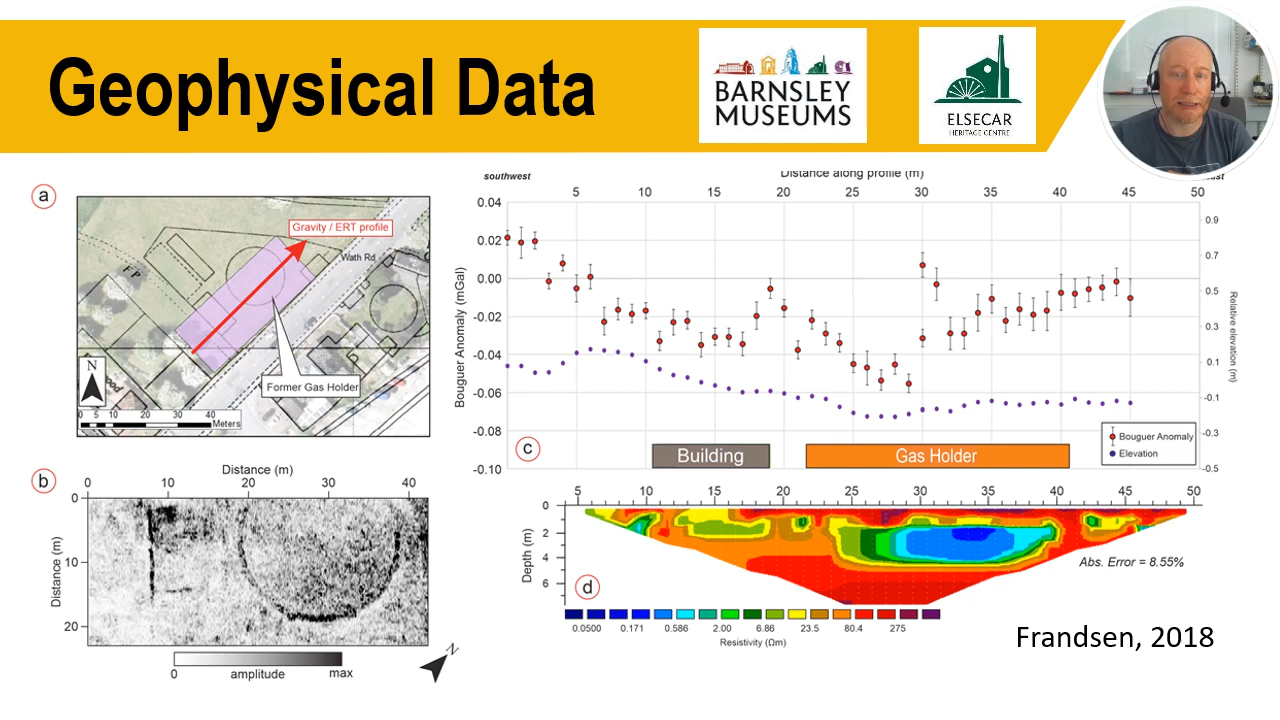 Geophysical Data
BARNSLEY
MUSEUMS
ELSECAR
HERITAGE CENTRE
a
Gravity / ERT profile
Wath Rd
F P
Former Gas Holder
N
0 5 10 20 30 40
Meters
b
Distance (m)
0 10 20 30 40
0
10
20
Distance (m)
0 amplitude max
N
southwest
Distance along profile (m)
5 10 15 20 25 30 35 40 45 50
0.04
0.02
0.00
-0.02
-0.04
-0.06
-0.08
-0.10
Bouguer Anomaly (mGal)
0.9
0.7
0.5
0.3
0.1
-0.1
-0.3
-0.5
Relative elevation (m)
Bouguer Anomaly
Elevation
c
Building
Gas Holder
5 10 15 20 25 30 35 40 45 50
0
2
4
6
Depth (m)
d
Abs. Error = 8.55%
0.0500 0.171 0.586 2.00 6.86 23.5 80.4 275
Resistivity (Ωm)
Frandsen, 2018